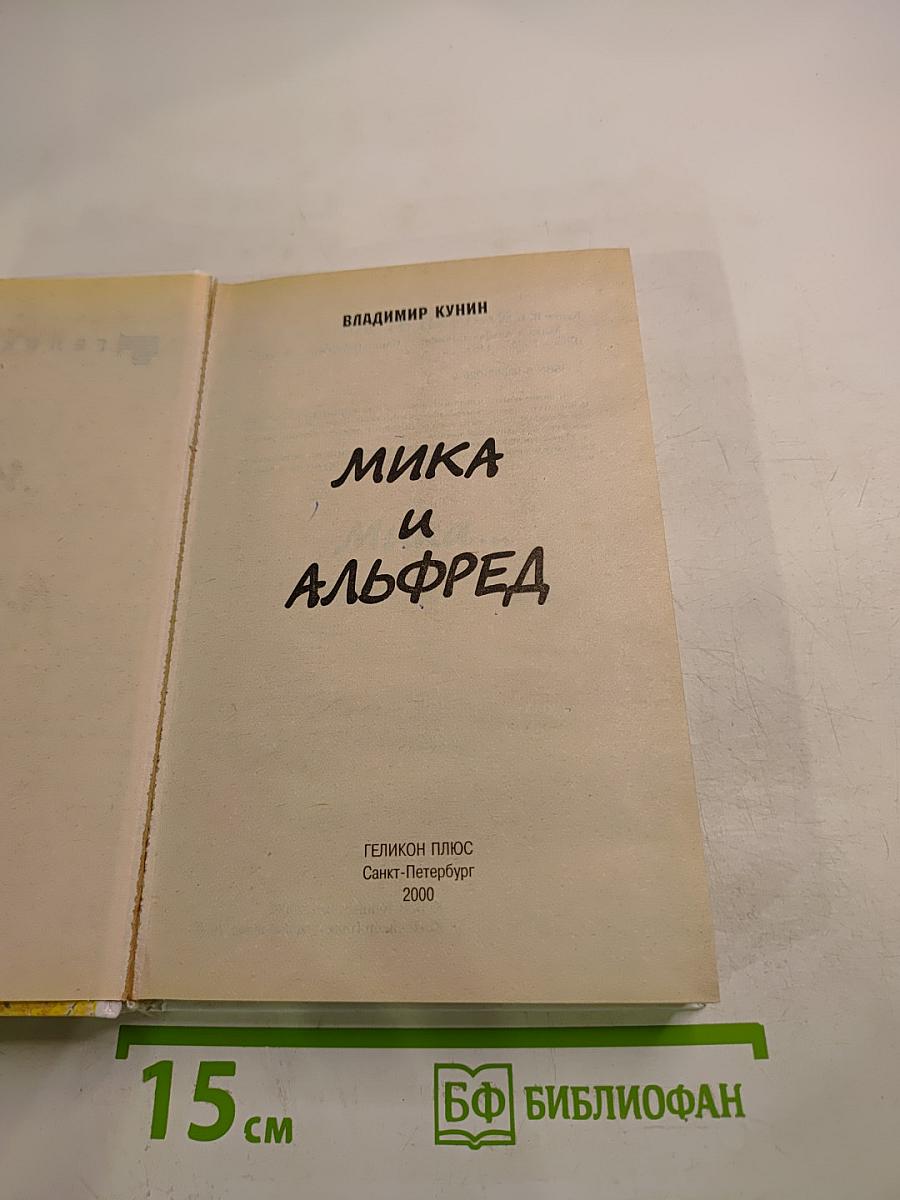 ВЛАДИМИР КУНИН
МИКА
и
АЛЬФРЕД
ГЕЛИКОН ПЛЮС
Санкт-Петербург
2000
15 см
БФ БИБЛИОФАН